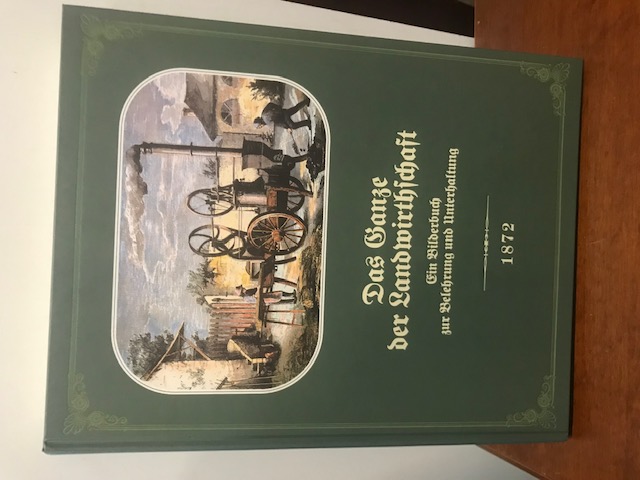 Das Ganze
der Landwirthschaft
Ein Bilderbuch
zur Belehrung und Unterhaltung
1872